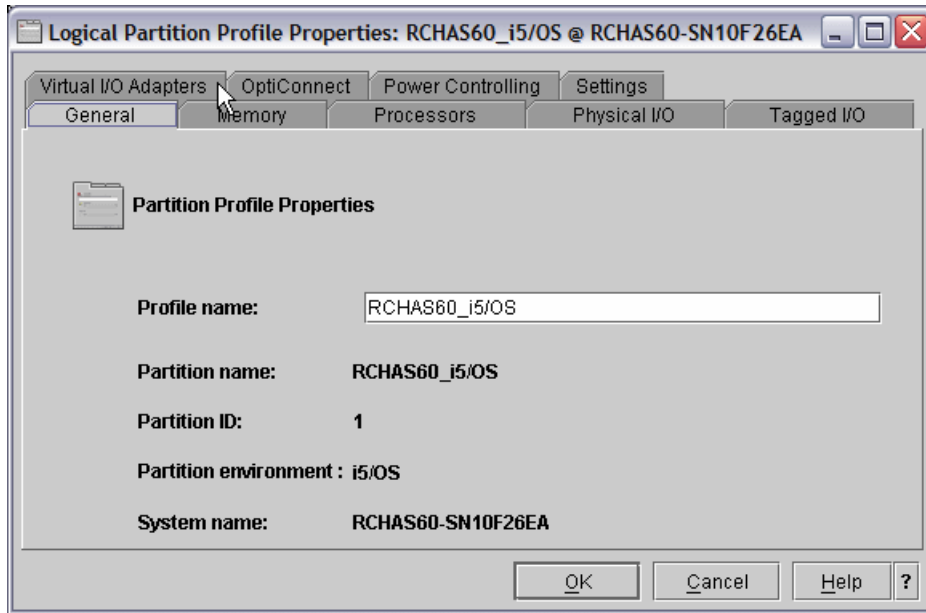 Logical Partition Profile Properties: RCHAS60_i5/OS @ RCHAS60-SN10F26EA
Virtual I/O Adapters OptiConnect Power Controlling Settings
General Memory Processors Physical I/O Tagged I/O
Partition Profile Properties
Profile name: RCHAS60_i5/OS
Partition name: RCHAS60_i5/OS
Partition ID: 1
Partition environment : i5/OS
System name: RCHAS60-SN10F26EA
OK Cancel Help ?